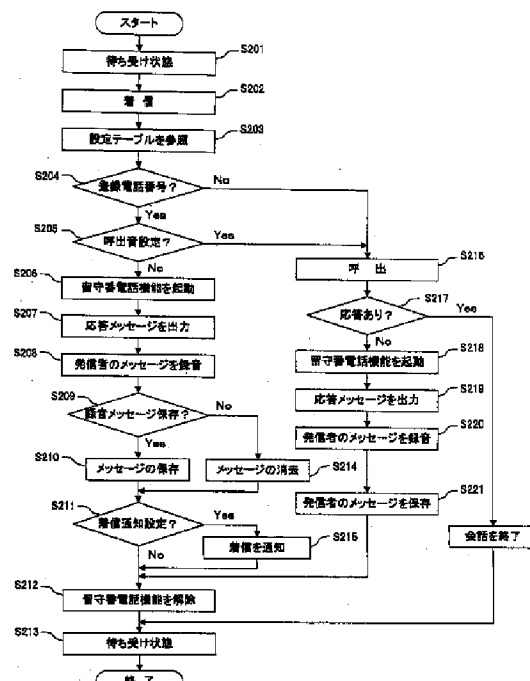 スタート
S201
待ち受け状態
S202
着 信
S203
設定テーブルを参照
S204
登録電話番号?
No
Yes
S205
呼出音設定?
Yes
No
S206
留守番電話機能を起動
S207
応答メッセージを出力
S208
発信者のメッセージを録音
S209
録音メッセージ保存?
No
Yes
S210
メッセージの保存
メッセージの消去
S214
S211
着信通知設定?
Yes
No
着信を通知
S215
S212
留守番電話機能を解除
S213
待ち受け状態
終 了
S216
呼 出
S217
応答あり?
Yes
No
S218
留守番電話機能を起動
S219
応答メッセージを出力
S220
発信者のメッセージを録音
S221
発信者のメッセージを保存
会話を終了